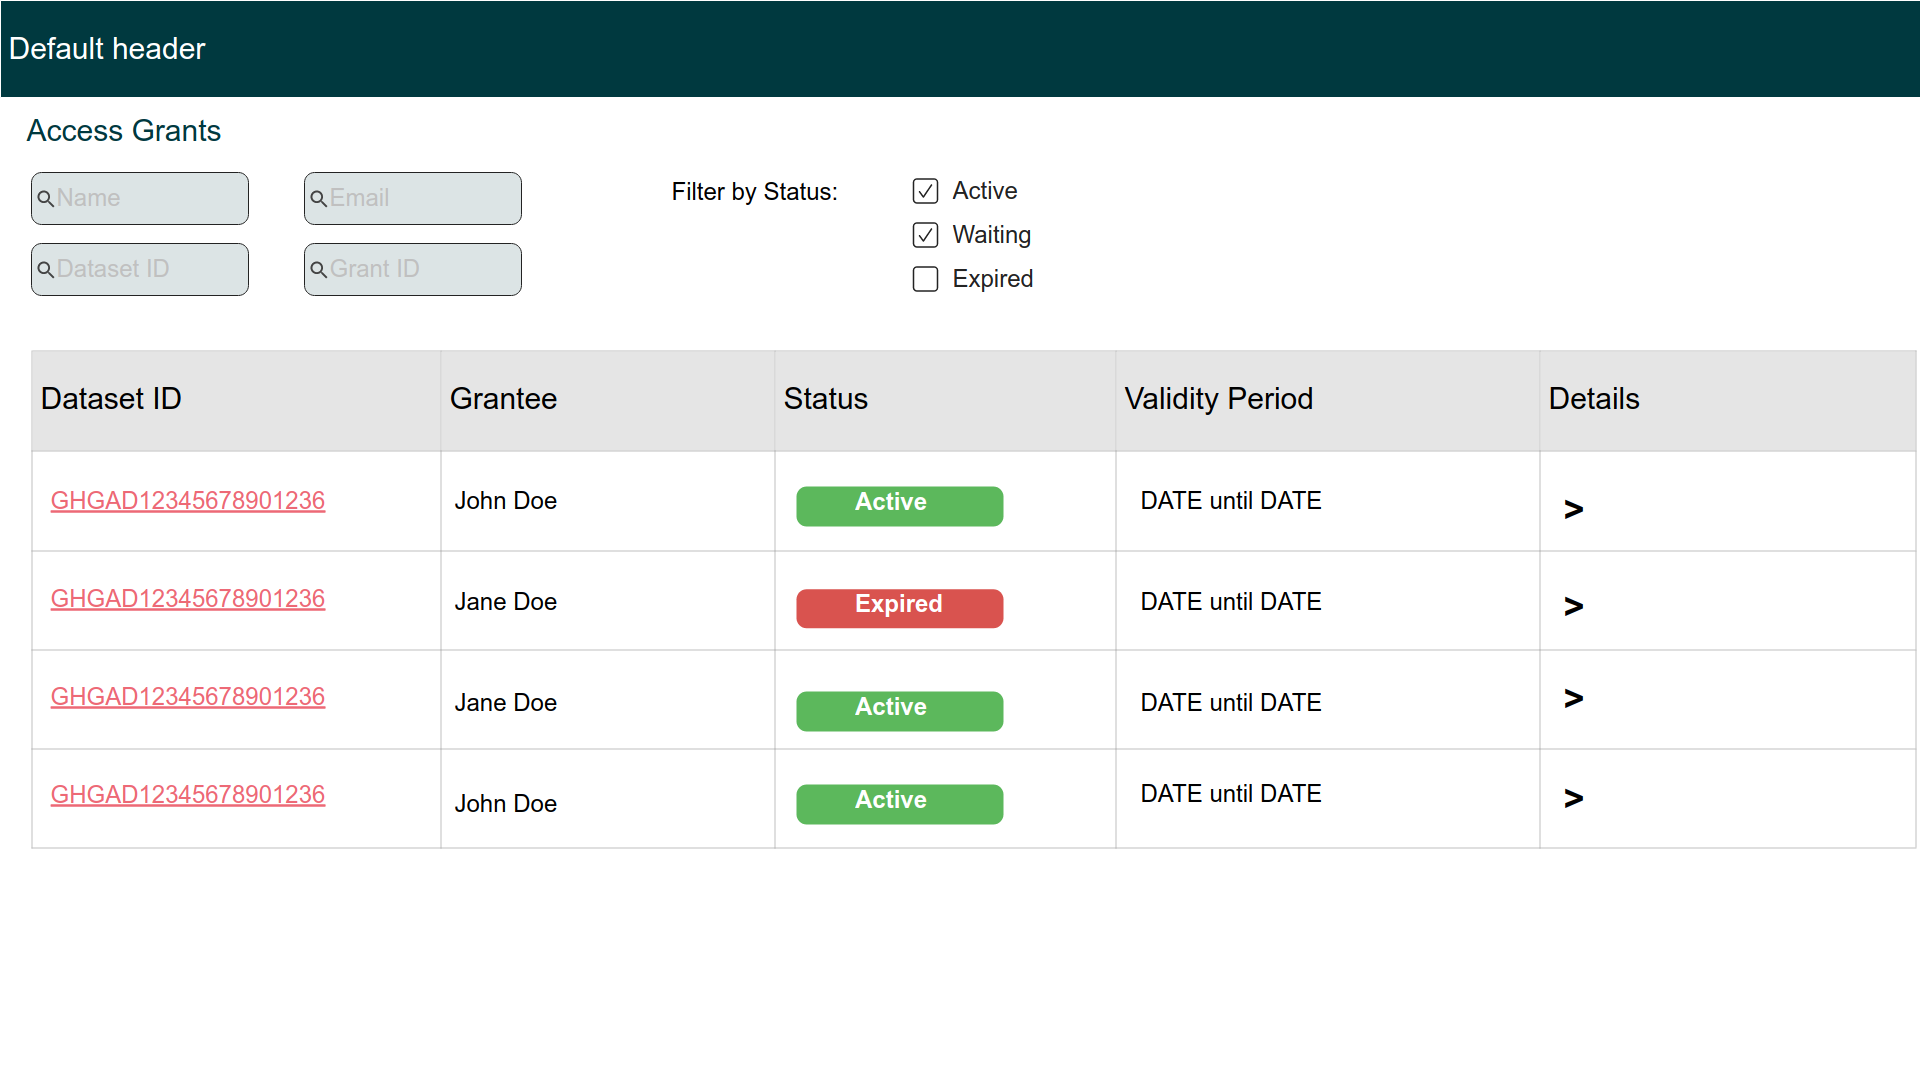 Default header
Access Grants
Name
Email
Dataset ID
Grant ID
Filter by Status:
Active
Waiting
Expired
Dataset ID Grantee Status Validity Period Details
GHGAD12345678901236 John Doe Active DATE until DATE >
GHGAD12345678901236 Jane Doe Expired DATE until DATE >
GHGAD12345678901236 Jane Doe Active DATE until DATE >
GHGAD12345678901236 John Doe Active DATE until DATE >